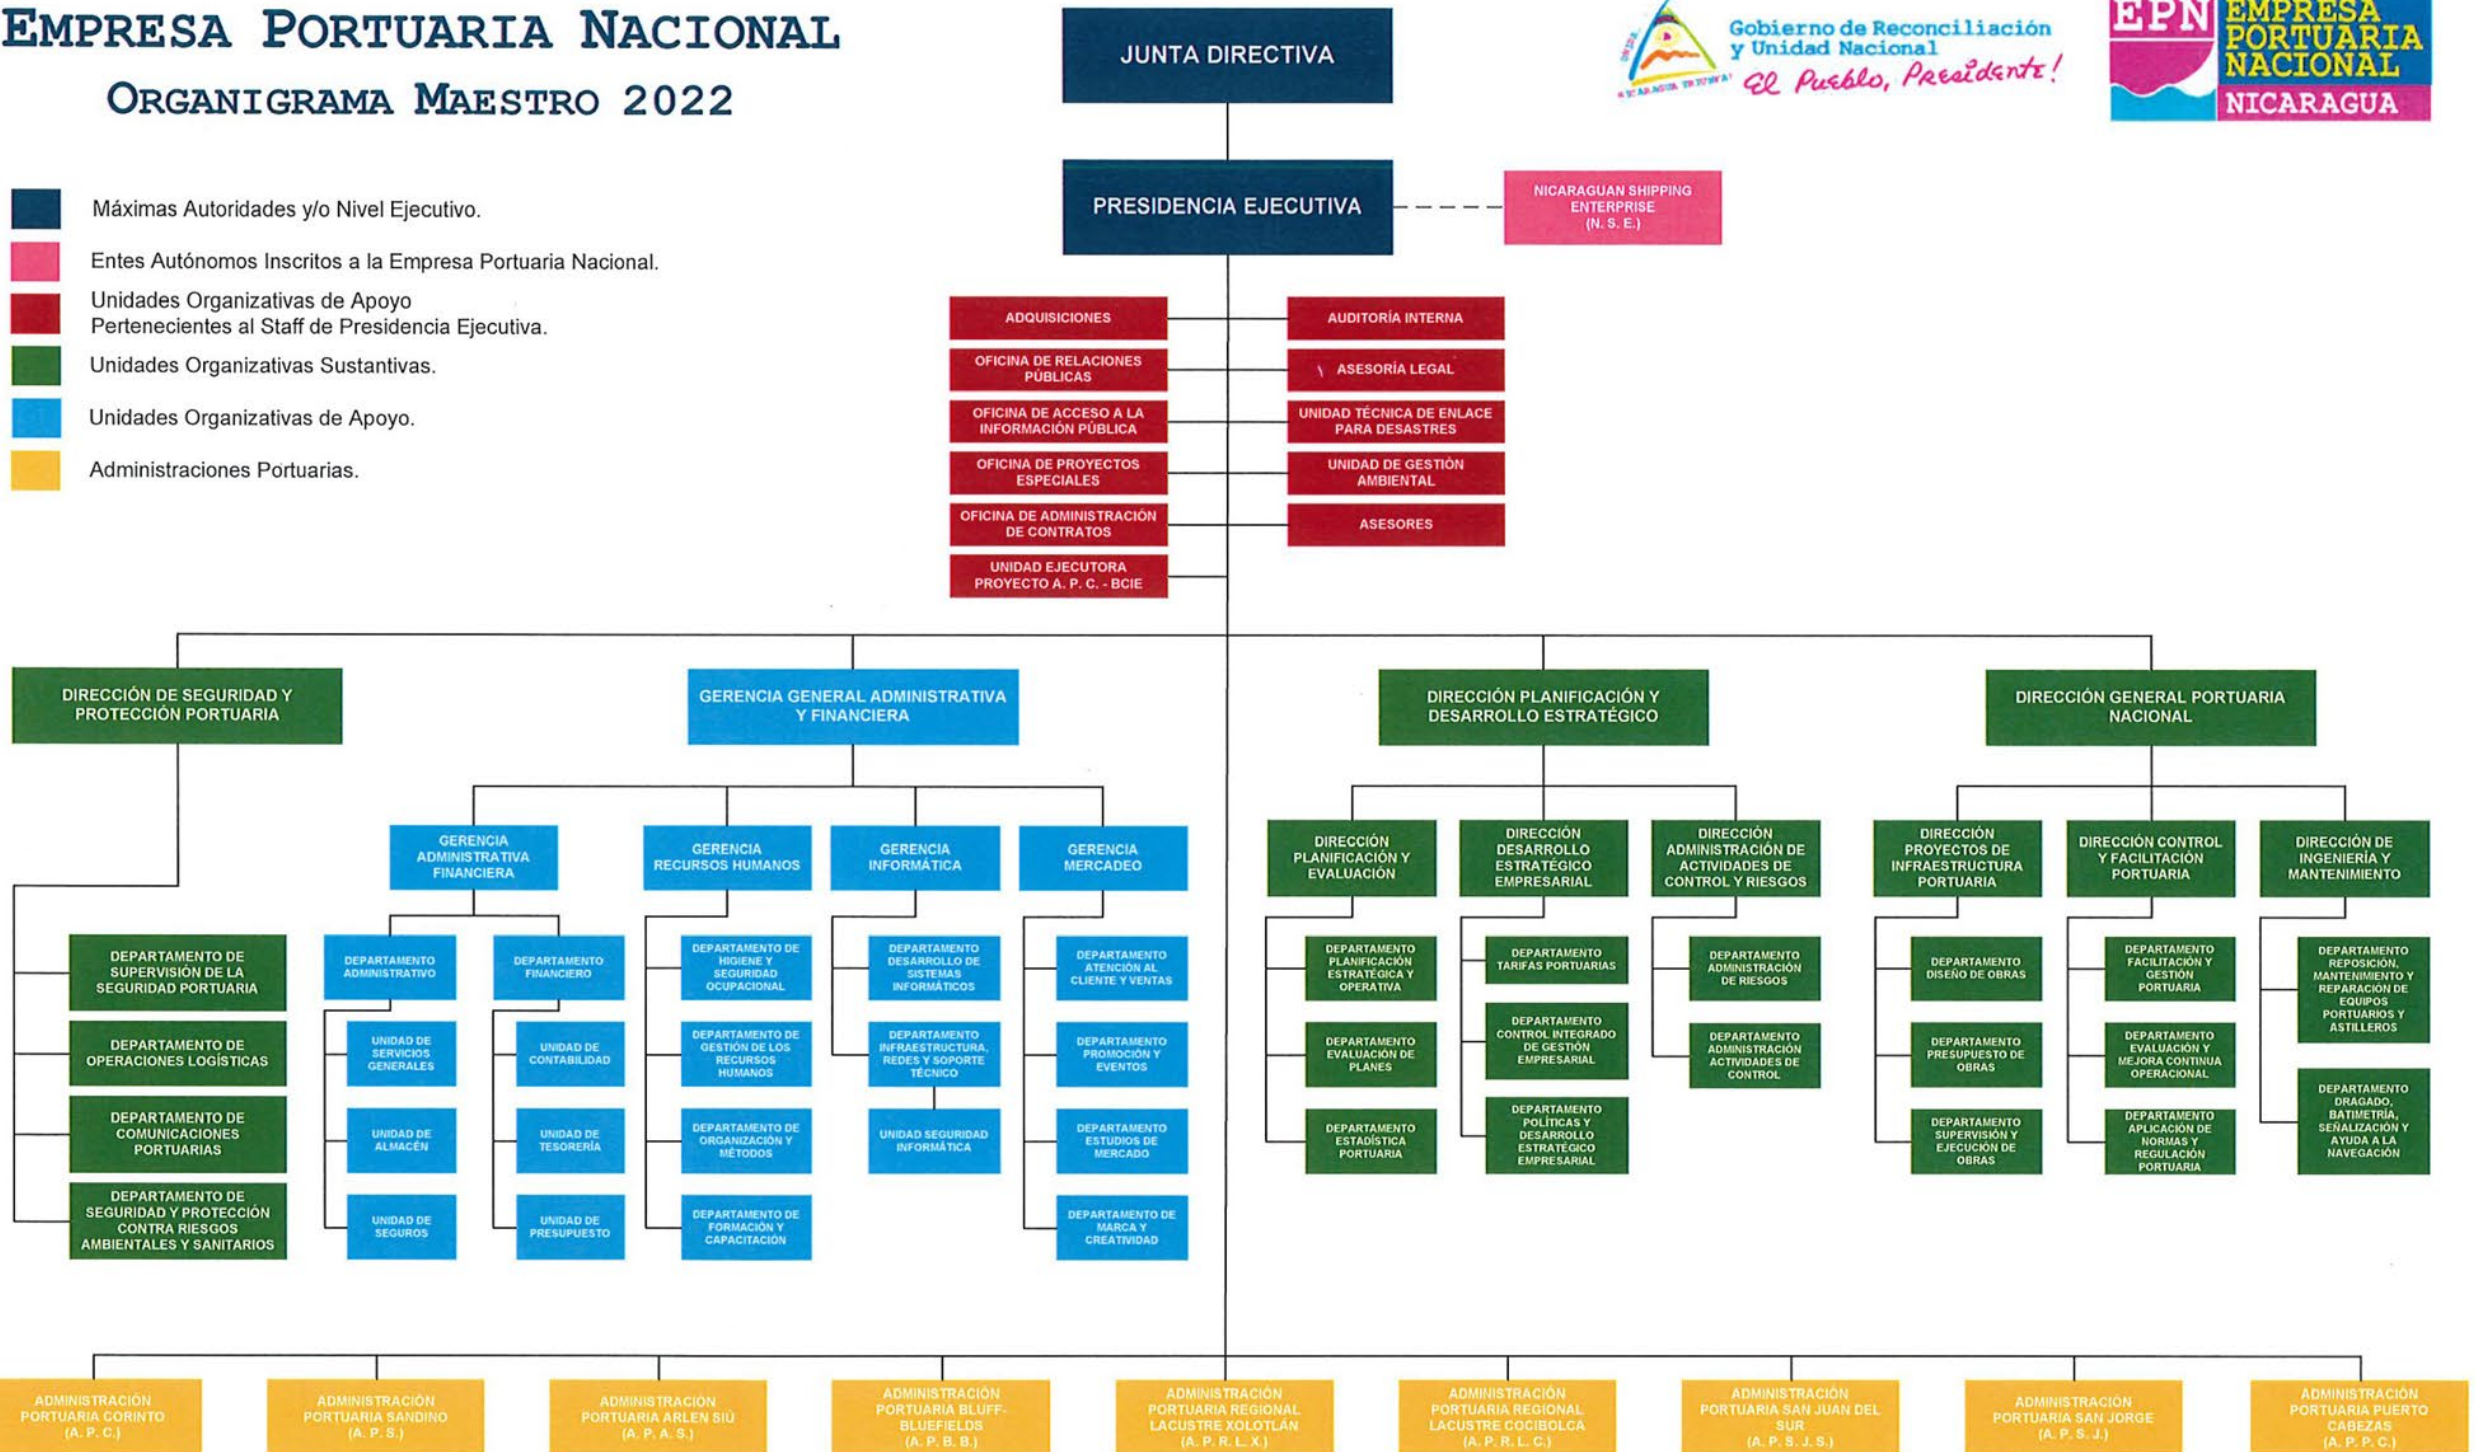 EMPRESA PORTUARIA NACIONAL
ORGANIGRAMA MAESTRO 2022
Gobierno de Reconciliación
y Unidad Nacional
El Pueblo, Presidente!
EPN
EMPRESA
PORTUARIA
NACIONAL
NICARAGUA
Máximas Autoridades y/o Nivel Ejecutivo.
Entes Autónomos Inscritos a la Empresa Portuaria Nacional.
Unidades Organizativas de Apoyo
Pertenecientes al Staff de Presidencia Ejecutiva.
Unidades Organizativas Sustantivas.
Unidades Organizativas de Apoyo.
Administraciones Portuarias.
JUNTA DIRECTIVA
PRESIDENCIA EJECUTIVA
NICARAGUAN SHIPPING
ENTERPRISE
(N. S. E.)
ADQUISICIONES
AUDITORÍA INTERNA
OFICINA DE RELACIONES
PÚBLICAS
ASESORÍA LEGAL
OFICINA DE ACCESO A LA
INFORMACIÓN PÚBLICA
UNIDAD TÉCNICA DE ENLACE
PARA DESASTRES
OFICINA DE PROYECTOS
ESPECIALES
UNIDAD DE GESTIÓN
AMBIENTAL
OFICINA DE ADMINISTRACIÓN
DE CONTRATOS
ASESORES
UNIDAD EJECUTORA
PROYECTO A. P. C. - BCIE
DIRECCIÓN DE SEGURIDAD Y
PROTECCIÓN PORTUARIA
GERENCIA GENERAL ADMINISTRATIVA
Y FINANCIERA
DIRECCIÓN PLANIFICACIÓN Y
DESARROLLO ESTRATÉGICO
DIRECCIÓN GENERAL PORTUARIA
NACIONAL
DEPARTAMENTO DE
SUPERVISIÓN DE LA
SEGURIDAD PORTUARIA
DEPARTAMENTO DE
OPERACIONES LOGÍSTICAS
DEPARTAMENTO DE
COMUNICACIONES
PORTUARIAS
DEPARTAMENTO DE
SEGURIDAD Y PROTECCIÓN
CONTRA RIESGOS
AMBIENTALES Y SANITARIOS
GERENCIA
ADMINISTRATIVA
FINANCIERA
DEPARTAMENTO
ADMINISTRATIVO
UNIDAD DE
SERVICIOS
GENERALES
UNIDAD DE
ALMACÉN
UNIDAD DE
SEGUROS
DEPARTAMENTO
FINANCIERO
UNIDAD DE
CONTABILIDAD
UNIDAD DE
TESORERÍA
UNIDAD DE
PRESUPUESTO
GERENCIA
RECURSOS HUMANOS
DEPARTAMENTO DE
HIGIENE Y
SEGURIDAD
OCUPACIONAL
DEPARTAMENTO DE
GESTIÓN DE LOS
RECURSOS
HUMANOS
DEPARTAMENTO DE
ORGANIZACIÓN Y
MÉTODOS
DEPARTAMENTO DE
FORMACIÓN Y
CAPACITACIÓN
GERENCIA
INFORMÁTICA
DEPARTAMENTO
DESARROLLO DE
SISTEMAS
INFORMÁTICOS
DEPARTAMENTO
INFRAESTRUCTURA,
REDES Y SOPORTE
TÉCNICO
UNIDAD SEGURIDAD
INFORMÁTICA
GERENCIA
MERCADEO
DEPARTAMENTO
ATENCIÓN AL
CLIENTE Y VENTAS
DEPARTAMENTO
PROMOCIÓN Y
EVENTOS
DEPARTAMENTO
ESTUDIOS DE
MERCADO
DEPARTAMENTO DE
MARCA Y
CREATIVIDAD
DIRECCIÓN
PLANIFICACIÓN Y
EVALUACIÓN
DEPARTAMENTO
PLANIFICACIÓN
ESTRATÉGICA Y
OPERATIVA
DEPARTAMENTO
EVALUACIÓN DE
PLANES
DEPARTAMENTO
ESTADÍSTICA
PORTUARIA
DIRECCIÓN
DESARROLLO
ESTRATÉGICO
EMPRESARIAL
DEPARTAMENTO
TARIFAS PORTUARIAS
DEPARTAMENTO
CONTROL INTEGRADO
DE GESTIÓN
EMPRESARIAL
DEPARTAMENTO
POLÍTICAS Y
DESARROLLO
ESTRATÉGICO
EMPRESARIAL
DIRECCIÓN
ADMINISTRACIÓN DE
ACTIVIDADES DE
CONTROL Y RIESGOS
DEPARTAMENTO
ADMINISTRACIÓN
DE RIESGOS
DEPARTAMENTO
ADMINISTRACIÓN
ACTIVIDADES DE
CONTROL
DIRECCIÓN
PROYECTOS DE
INFRAESTRUCTURA
PORTUARIA
DEPARTAMENTO
DISEÑO DE OBRAS
DEPARTAMENTO
PRESUPUESTO DE
OBRAS
DEPARTAMENTO
SUPERVISIÓN Y
EJECUCIÓN DE
OBRAS
DIRECCIÓN CONTROL
Y FACILITACIÓN
PORTUARIA
DEPARTAMENTO
FACILITACIÓN Y
GESTIÓN
PORTUARIA
DEPARTAMENTO
EVALUACIÓN Y
MEJORA CONTINUA
OPERACIONAL
DEPARTAMENTO
APLICACIÓN DE
NORMAS Y
REGULACIÓN
PORTUARIA
DIRECCIÓN DE
INGENIERÍA Y
MANTENIMIENTO
DEPARTAMENTO
REPOSICIÓN,
MANTENIMIENTO Y
REPARACIÓN DE
EQUIPOS
PORTUARIOS Y
ASTILLEROS
DEPARTAMENTO
DRAGADO,
BATIMETRÍA,
SEÑALIZACIÓN Y
AYUDA A LA
NAVEGACIÓN
ADMINISTRACIÓN
PORTUARIA CORINTO
(A. P. C.)
ADMINISTRACIÓN
PORTUARIA SANDINO
(A. P. S.)
ADMINISTRACIÓN
PORTUARIA ARLEN SIÚ
(A. P. A. S.)
ADMINISTRACIÓN
PORTUARIA BLUFF-
BLUEFIELDS
(A. P. B. B.)
ADMINISTRACIÓN
PORTUARIA REGIONAL
LACUSTRE XOLOTLÁN
(A. P. R. L. X.)
ADMINISTRACIÓN
PORTUARIA REGIONAL
LACUSTRE COCIBOLCA
(A. P. R. L. C.)
ADMINISTRACIÓN
PORTUARIA SAN JUAN DEL
SUR
(A. P. S. J. S.)
ADMINISTRACIÓN
PORTUARIA SAN JORGE
(A. P. S. J.)
ADMINISTRACIÓN
PORTUARIA PUERTO
CABEZAS
(A. P. P. C.)